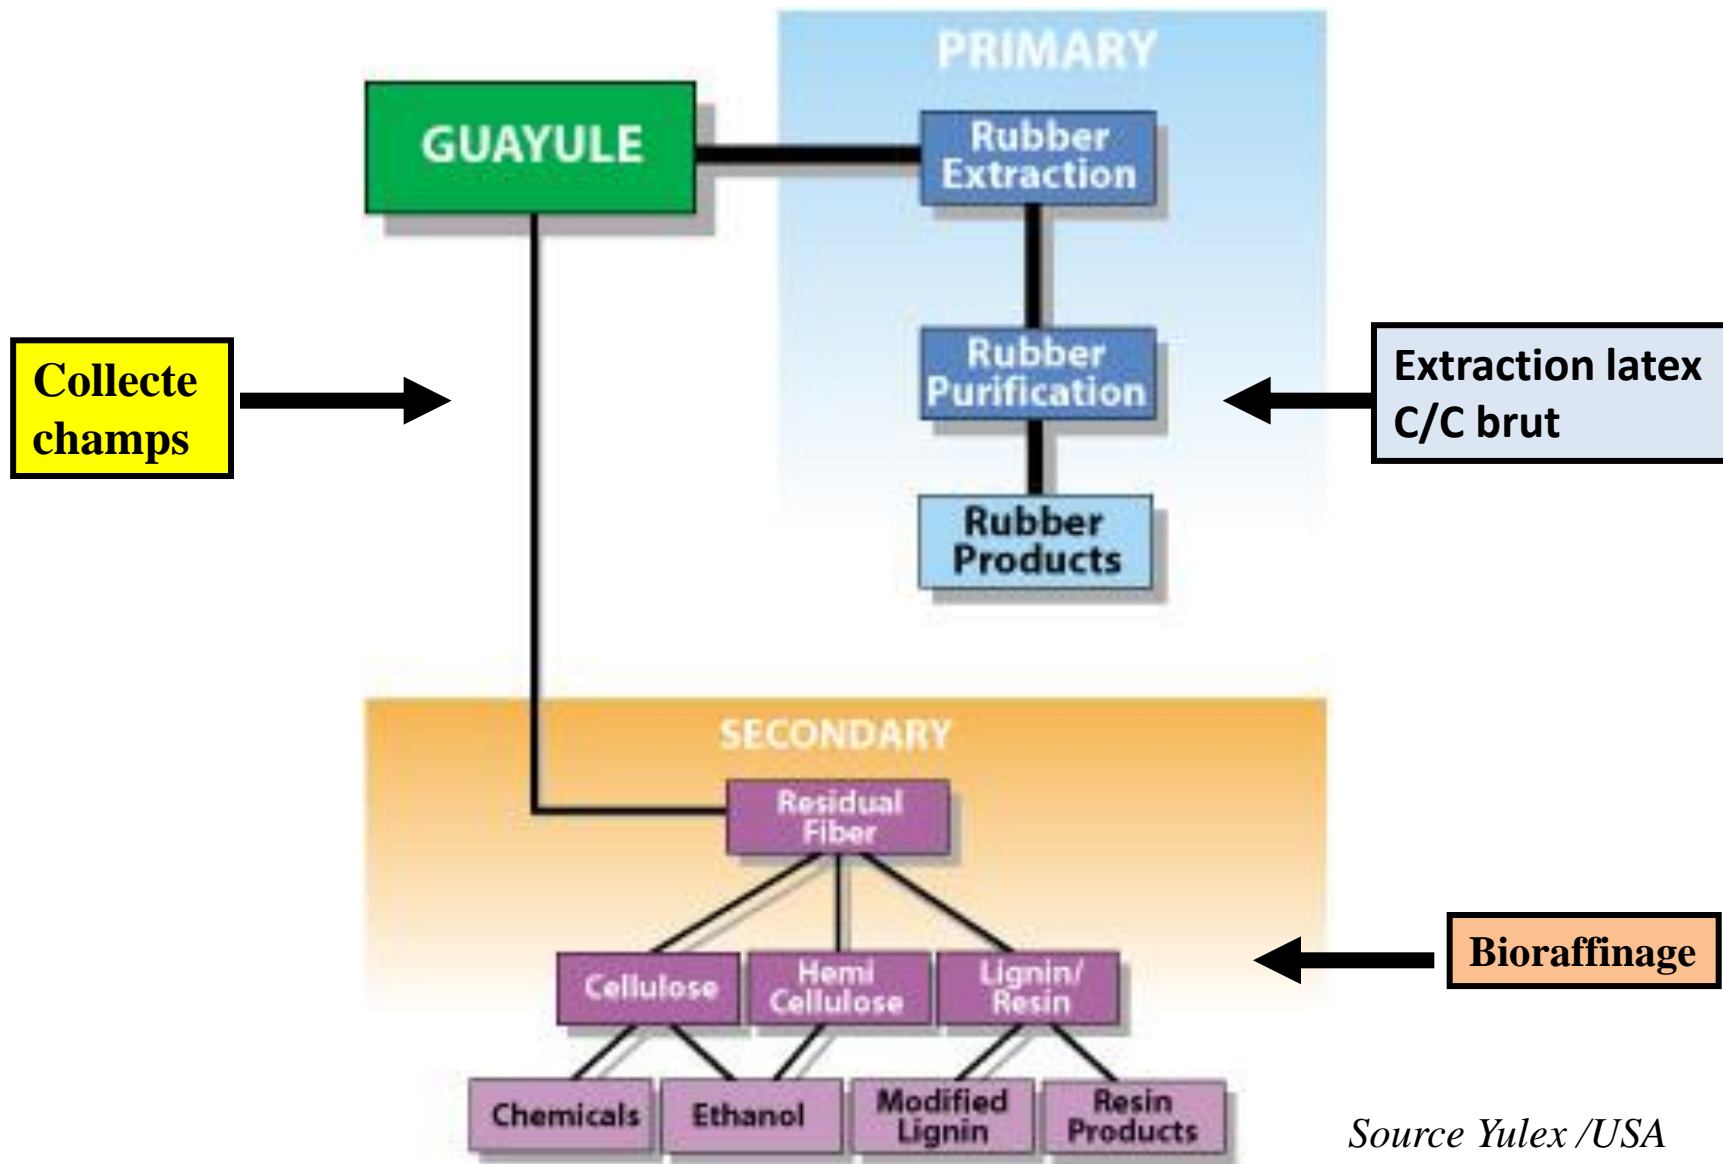 PRIMARY
GUAYULE
Rubber
Extraction
Collecte
champs
Rubber
Purification
Extraction latex
C/C brut
Rubber
Products
SECONDARY
Residual
Fiber
Cellulose
Hemi
Cellulose
Lignin/
Resin
Bioraffinage
Chemicals
Ethanol
Modified
Lignin
Resin
Products
Source Yulex /USA